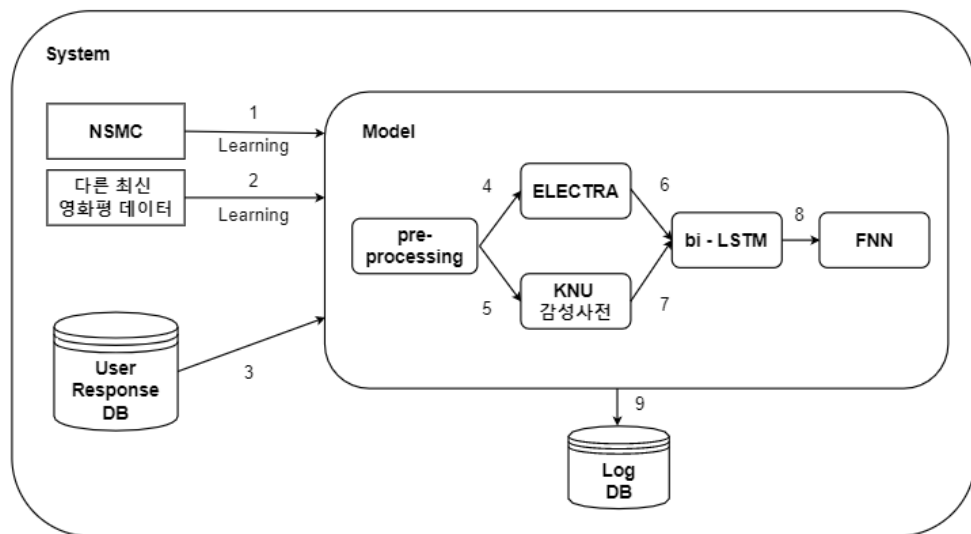 System
NSMC
1
Learning
다른 최신
영화평 데이터
2
Learning
User
Response
DB
3
Model
pre-
processing
4
5
ELECTRA
KNU
감성사전
6
7
bi - LSTM
8
FNN
9
Log
DB